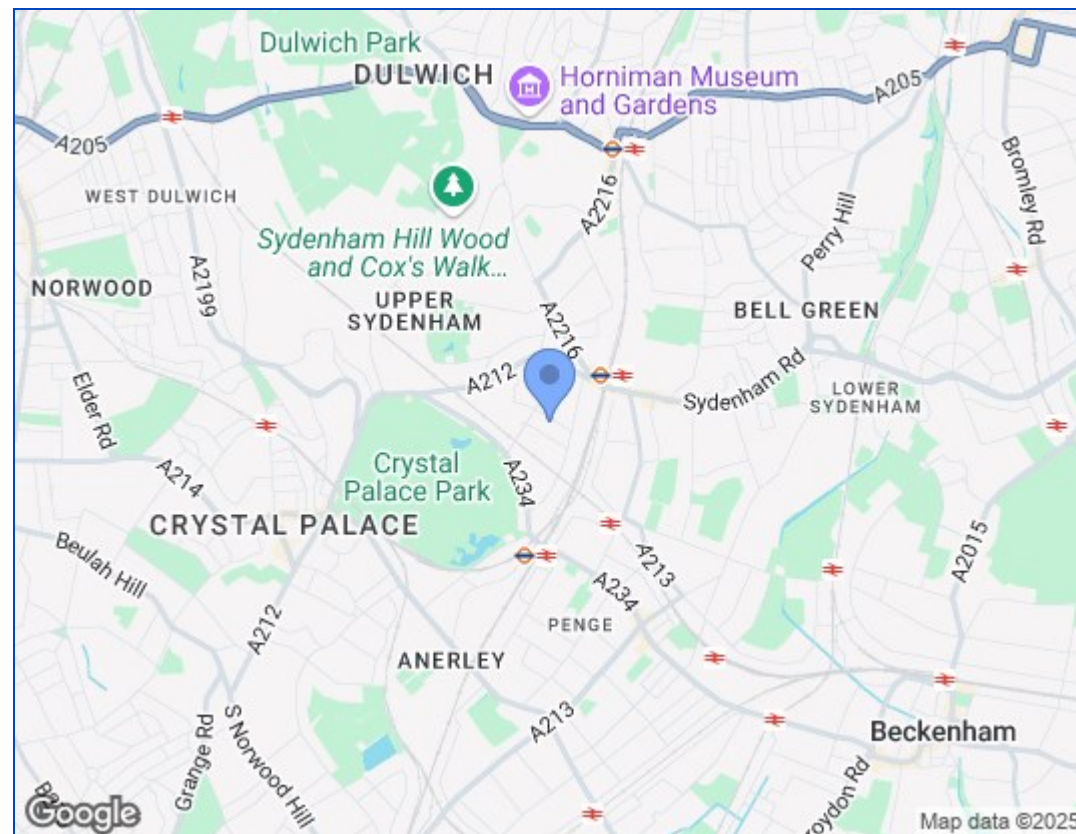 Dulwich Park
DULWICH
Horniman Museum
and Gardens
A205
A205
A2216
Bromley Rd
WEST DULWICH
Perry Hill
Sydenham Hill Wood
and Cox's Walk...
A2199
NORWOOD
UPPER
SYDENHAM
A2216
BELL GREEN
A212
Sydenham Rd
LOWER
SYDENHAM
Elder Rd
Crystal
Palace Park
A234
A214
CRYSTAL PALACE
A2015
Beulah Hill
A213
A234
A212
PENGE
ANERLEY
S Norwood Hill
A213
Grange Rd
Beckenham
Google
Map data ©2025